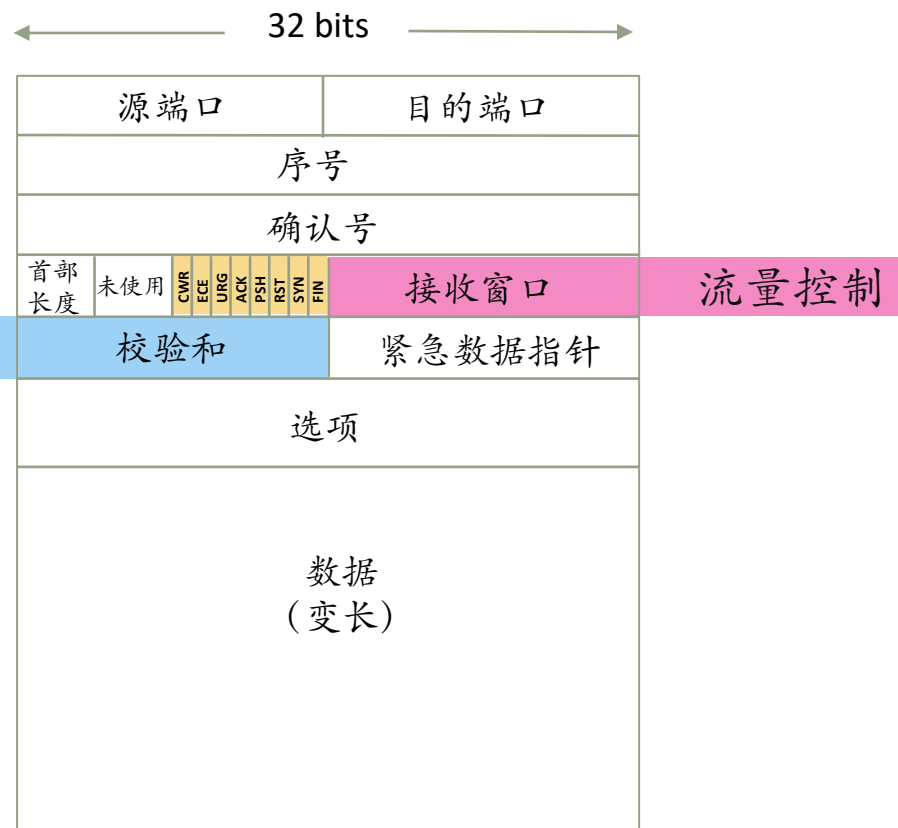 32 bits
源端口
目的端口
序号
确认号
首部
长度
未使用
CWR
ECE
URG
ACK
PSH
RST
SYN
FIN
接收窗口
流量控制
校验和
紧急数据指针
选项
数据
(变长)